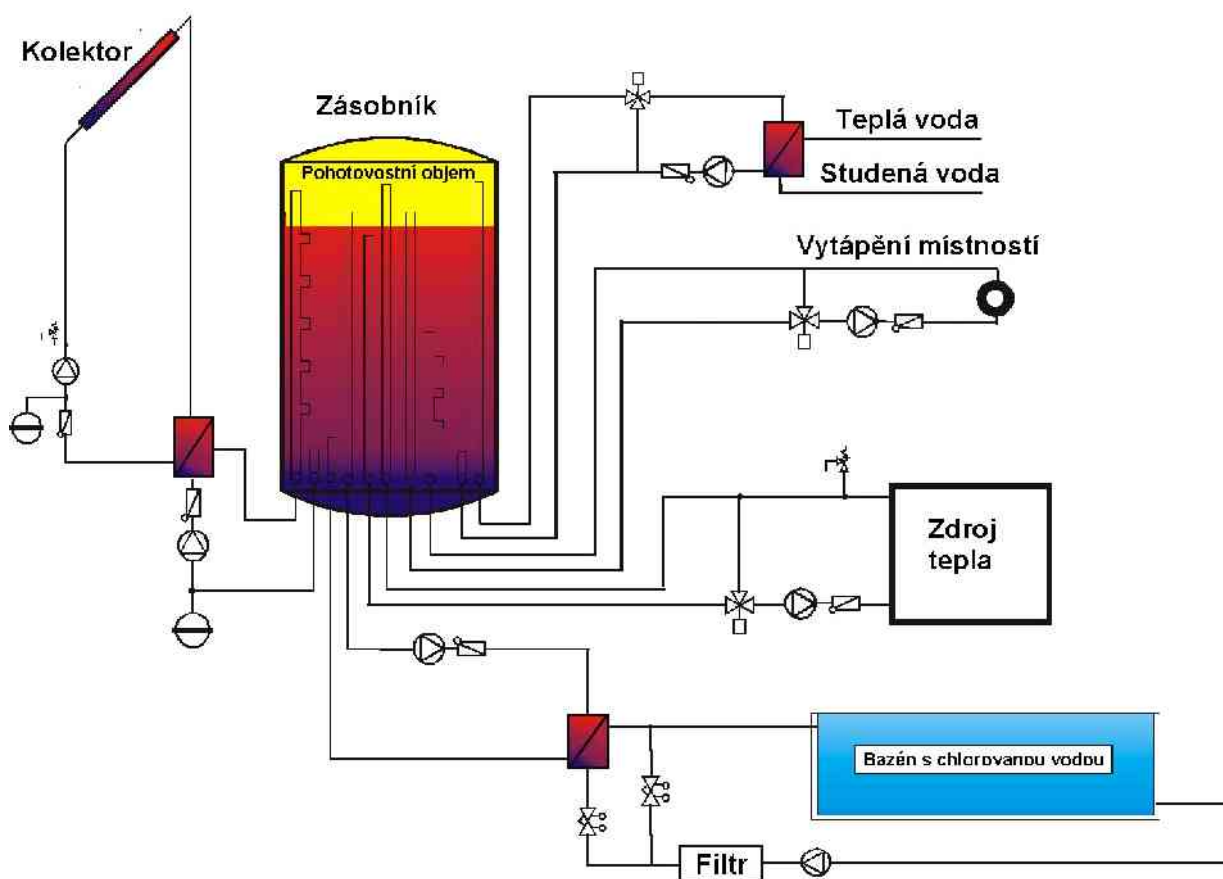 Kolektor
Zásobník
Pohotovostní objem
Teplá voda
Studená voda
Vytápění místností
Zdroj
tepla
Bazén s chlorovanou vodou
Filtr